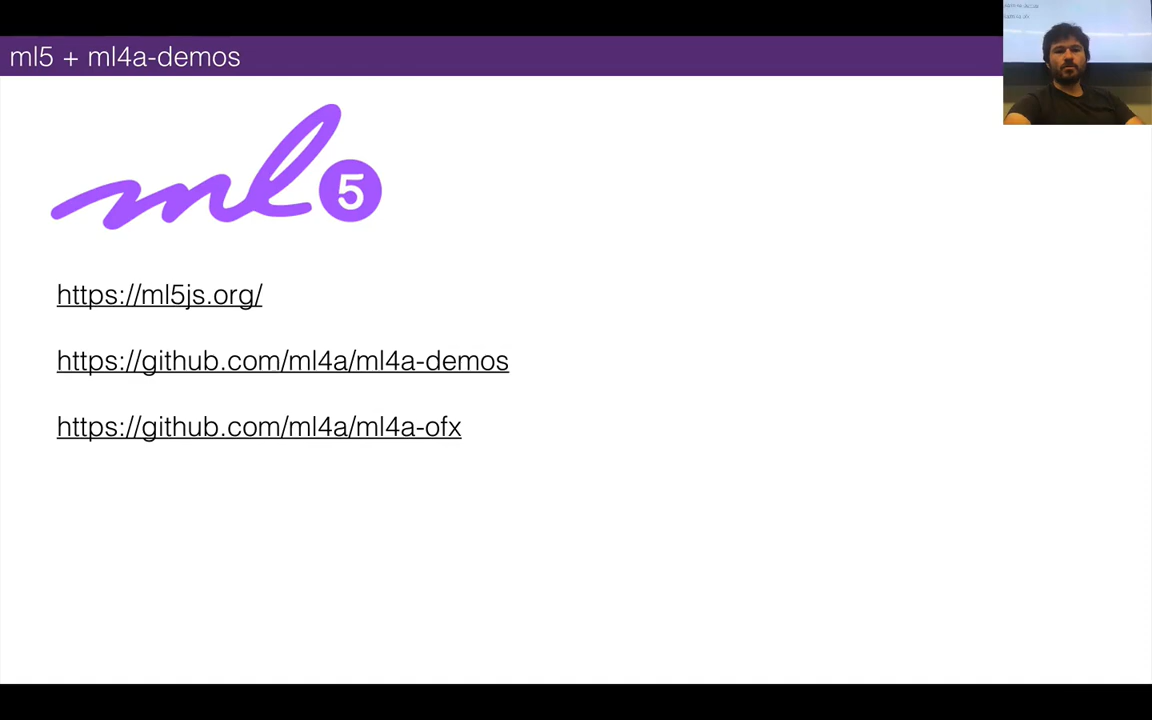 ml5 + ml4a-demos
ml5
https://ml5js.org/
https://github.com/ml4a/ml4a-demos
https://github.com/ml4a/ml4a-ofx